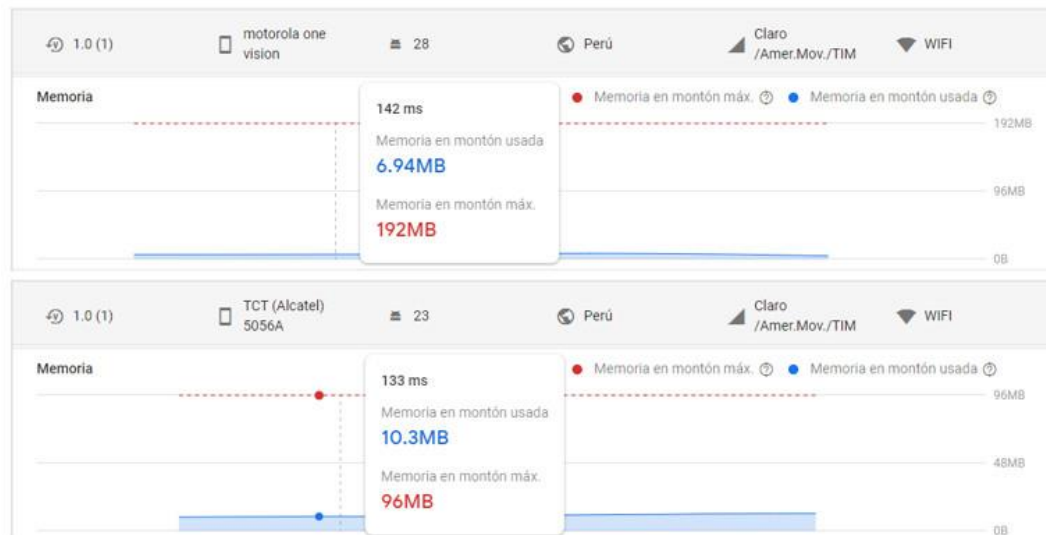 1.0 (1)
motorola one
vision
28
Perú
Claro
/Amer.Mov./TIM
WIFI
Memoria
Memoria en montón máx.
Memoria en montón usada
142 ms
Memoria en montón usada
6.94MB
Memoria en montón máx.
192MB
192MB
96MB
0B
1.0 (1)
TCT (Alcatel)
5056A
23
Perú
Claro
/Amer.Mov./TIM
WIFI
Memoria
Memoria en montón máx.
Memoria en montón usada
133 ms
Memoria en montón usada
10.3MB
Memoria en montón máx.
96MB
96MB
48MB
0B